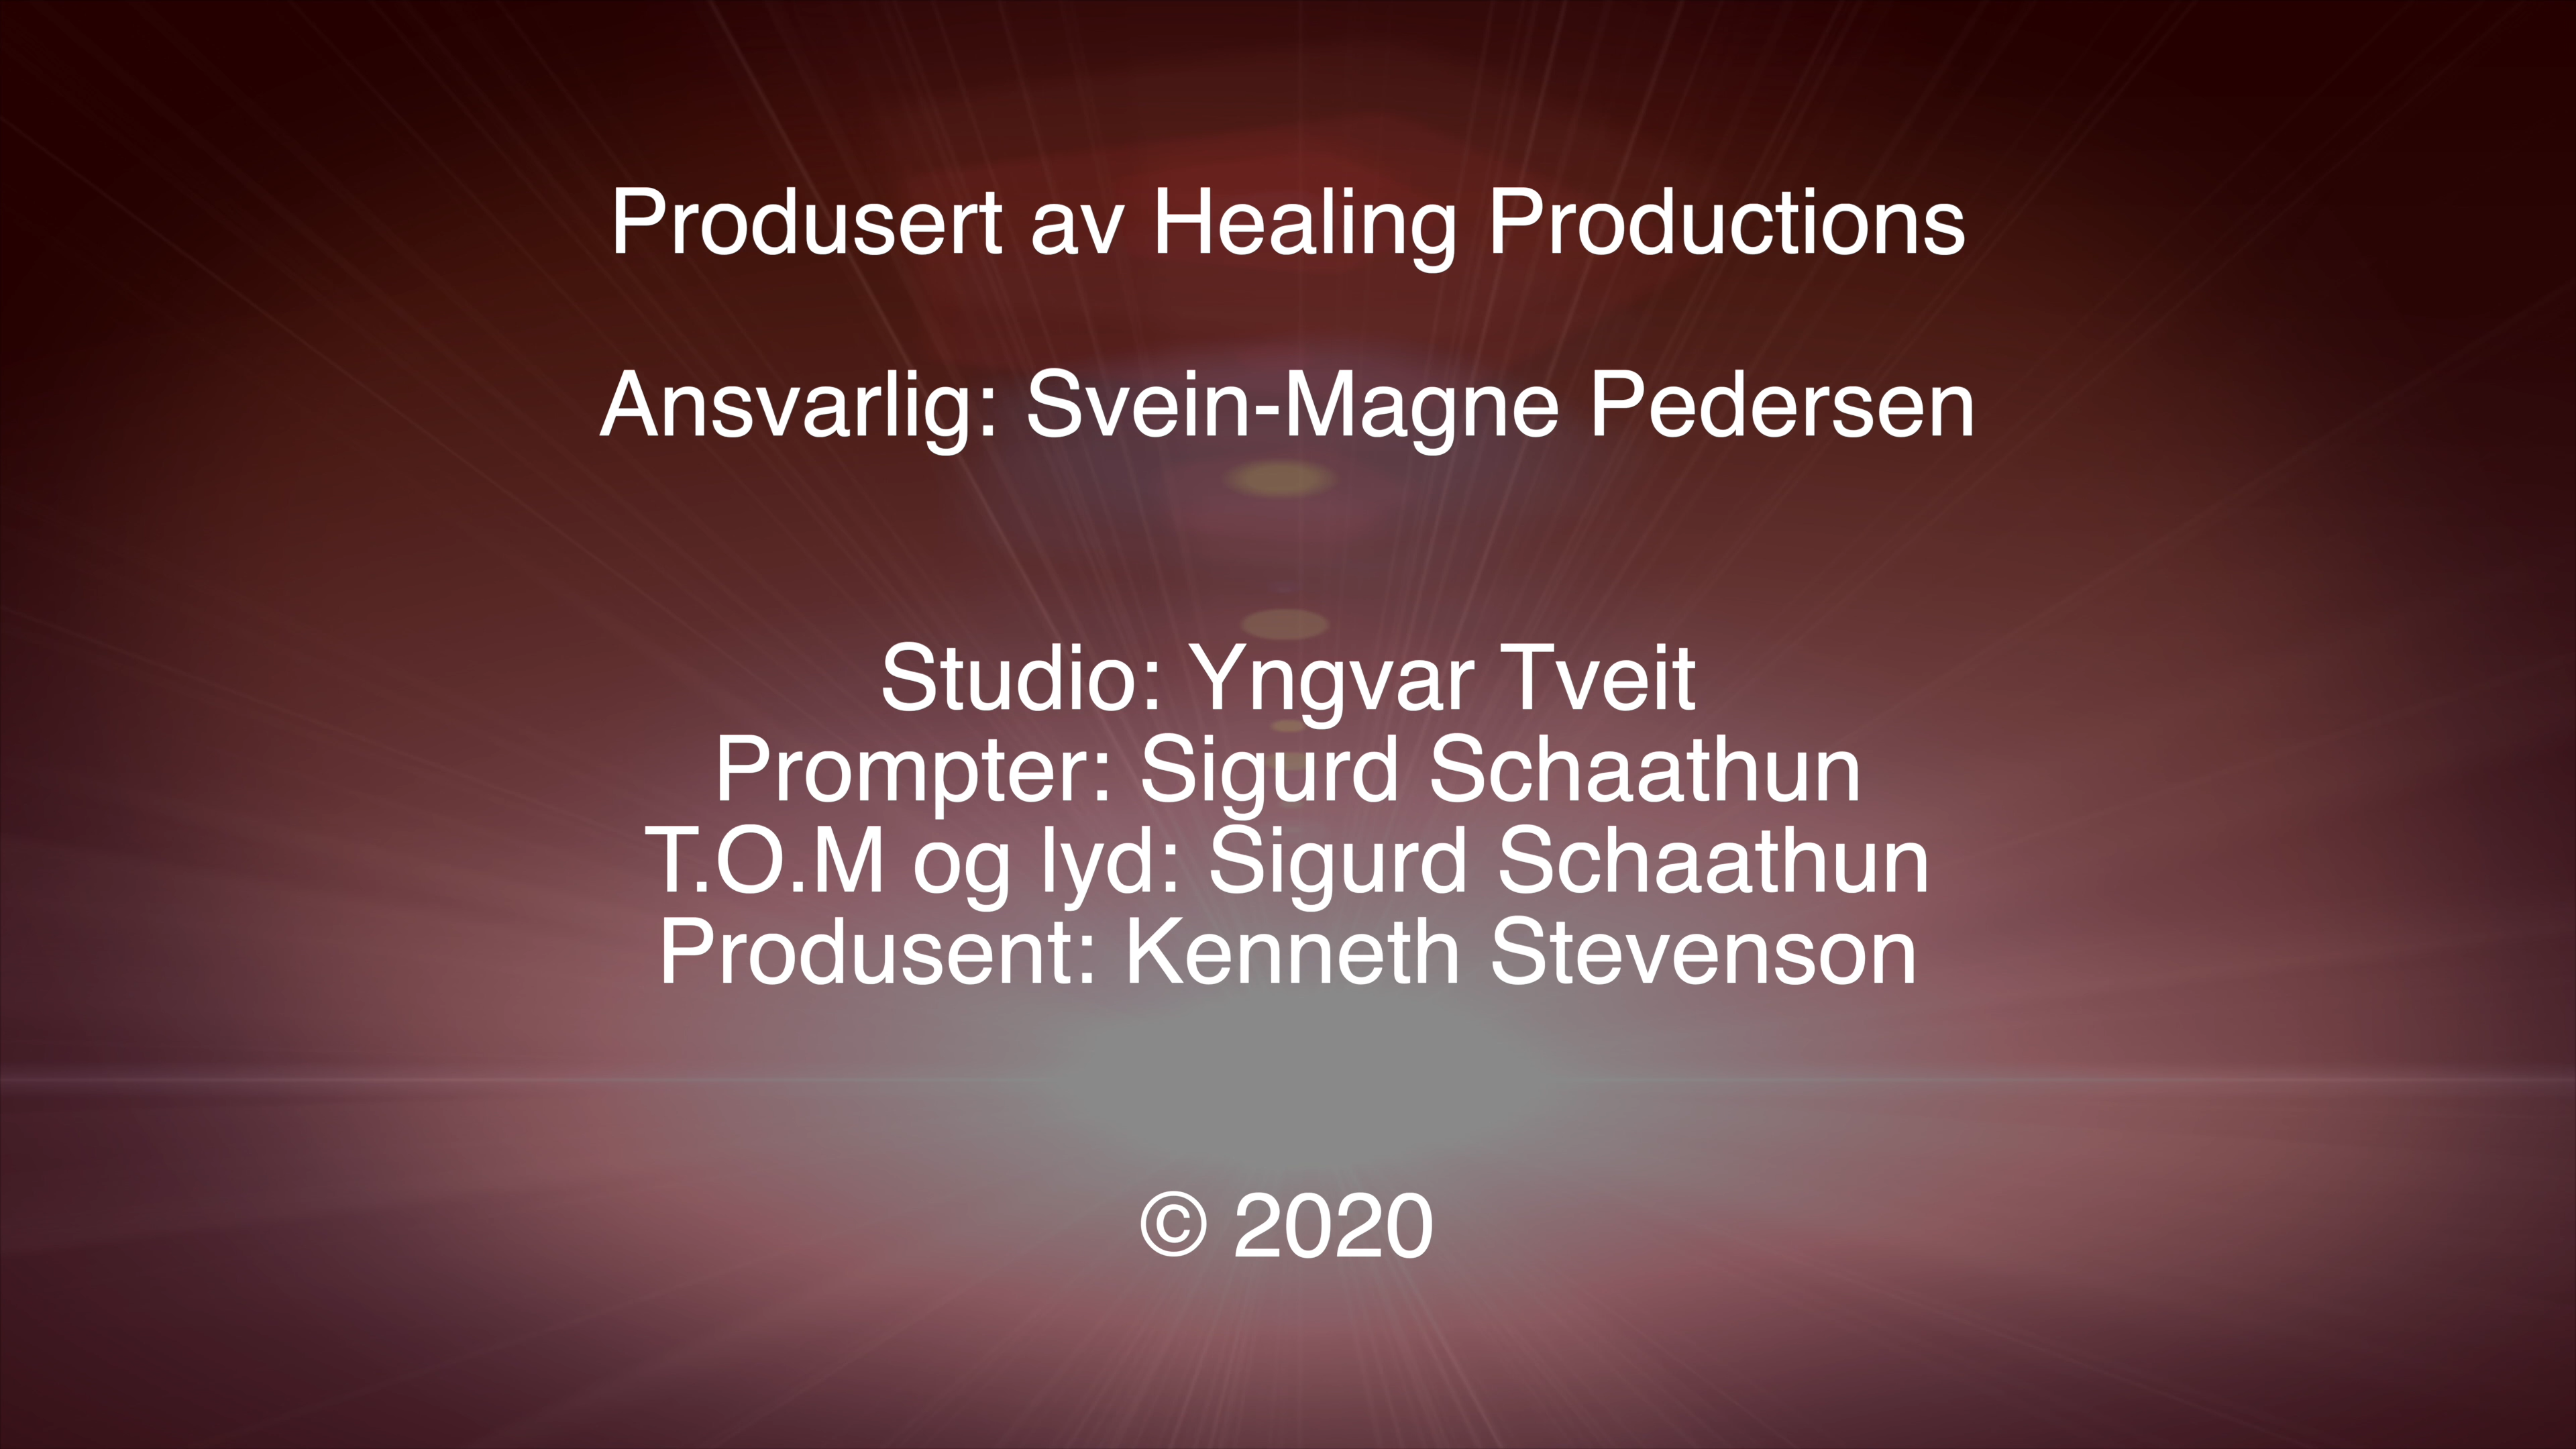 Produsert av Healing Productions
Ansvarlig: Svein-Magne Pedersen
Studio: Yngvar Tveit
Prompter: Sigurd Schaathun
T.O.M og lyd: Sigurd Schaathun
Produsent: Kenneth Stevenson
© 2020